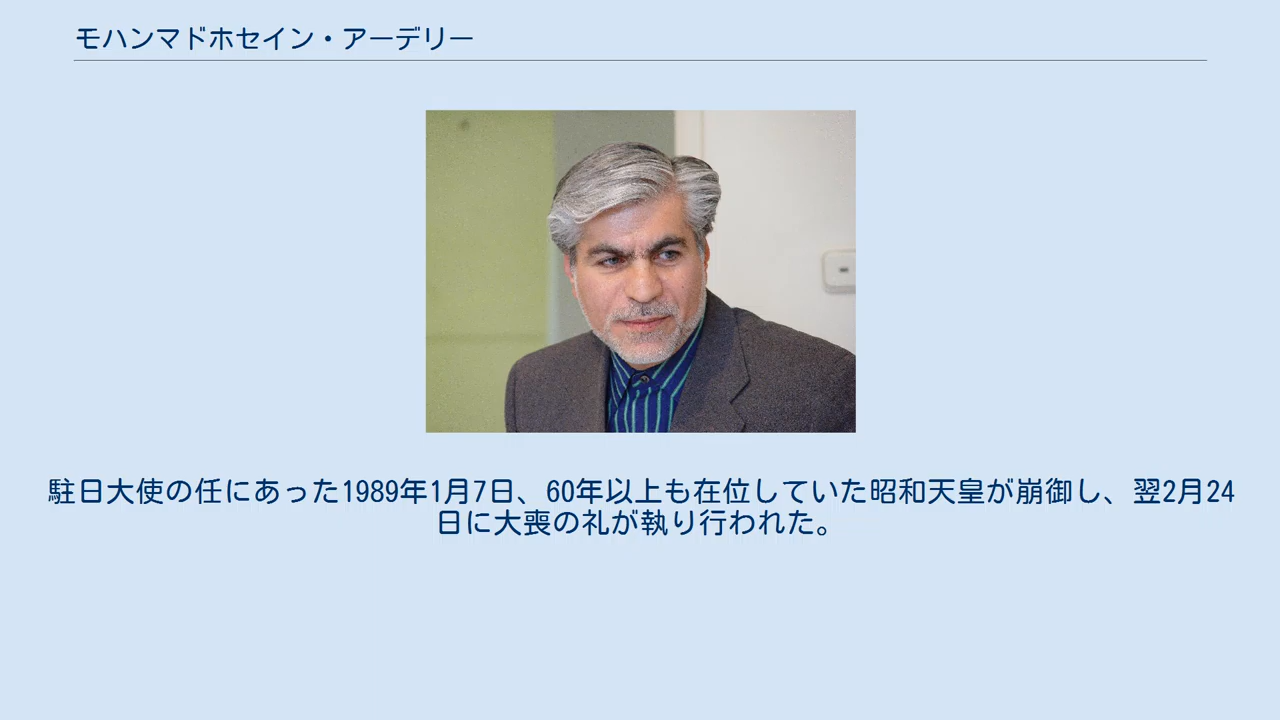 モハンマドホセイン・アーデリー
駐日大使の任にあった1989年1月7日、60年以上も在位していた昭和天皇が崩御し、翌2月24
日に大喪の礼が執り行われた。